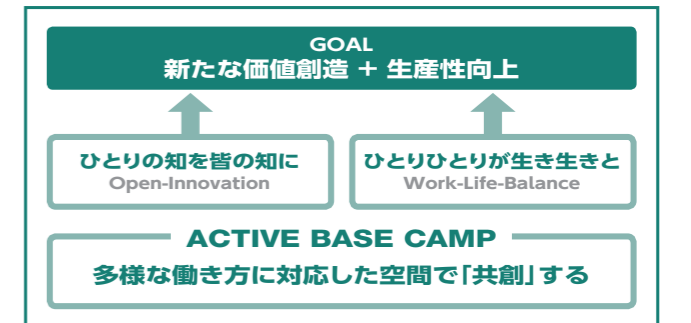 GOAL
新たな価値創造 + 生産性向上
ひとりの知を皆の知に
Open-Innovation
ひとりひとりが生き生きと
Work-Life-Balance
ACTIVE BASE CAMP
多様な働き方に対応した空間で「共創」する